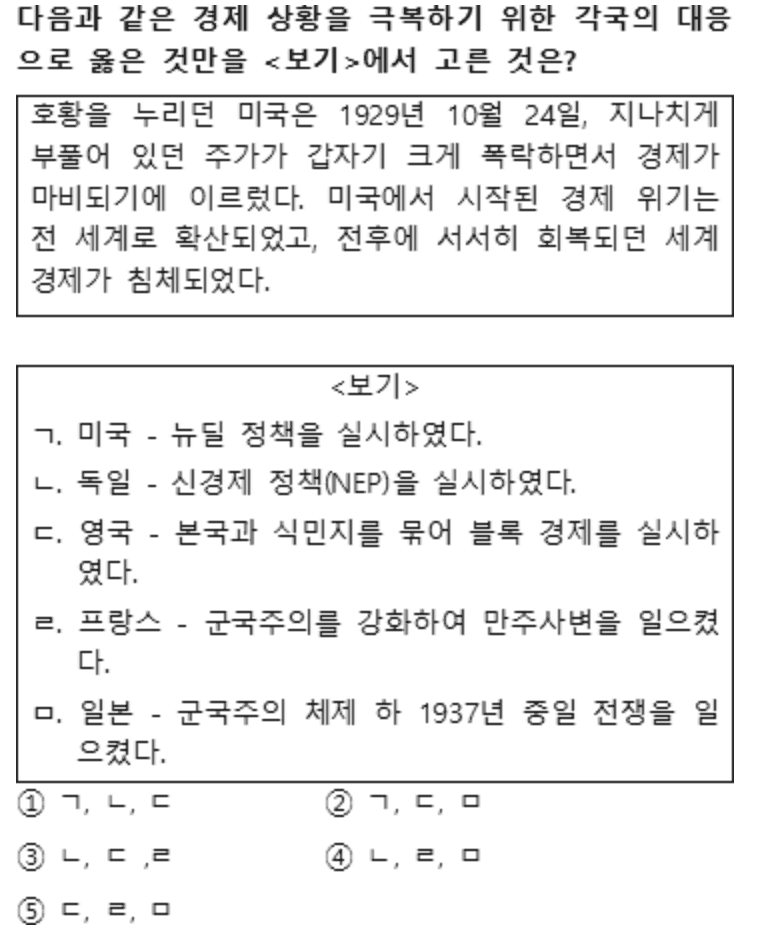 다음과 같은 경제 상황을 극복하기 위한 각국의 대응
으로 옳은 것만을 <보기>에서 고른 것은?
호황을 누리던 미국은 1929년 10월 24일, 지나치게
부풀어 있던 주가가 갑자기 크게 폭락하면서 경제가
마비되기에 이르렀다. 미국에서 시작된 경제 위기는
전 세계로 확산되었고, 전후에 서서히 회복되던 세계
경제가 침체되었다.
<보기>
ㄱ. 미국 - 뉴딜 정책을 실시하였다.
ㄴ. 독일 - 신경제 정책(NEP)을 실시하였다.
ㄷ. 영국 - 본국과 식민지를 묶어 블록 경제를 실시하
였다.
ㄹ. 프랑스 - 군국주의를 강화하여 만주사변을 일으켰
다.
ㅁ. 일본 - 군국주의 체제 하 1937년 중일 전쟁을 일
으켰다.
① ㄱ, ㄴ, ㄷ ② ㄱ, ㄷ, ㅁ
③ ㄴ, ㄷ ,ㄹ ④ ㄴ, ㄹ, ㅁ
⑤ ㄷ, ㄹ, ㅁ